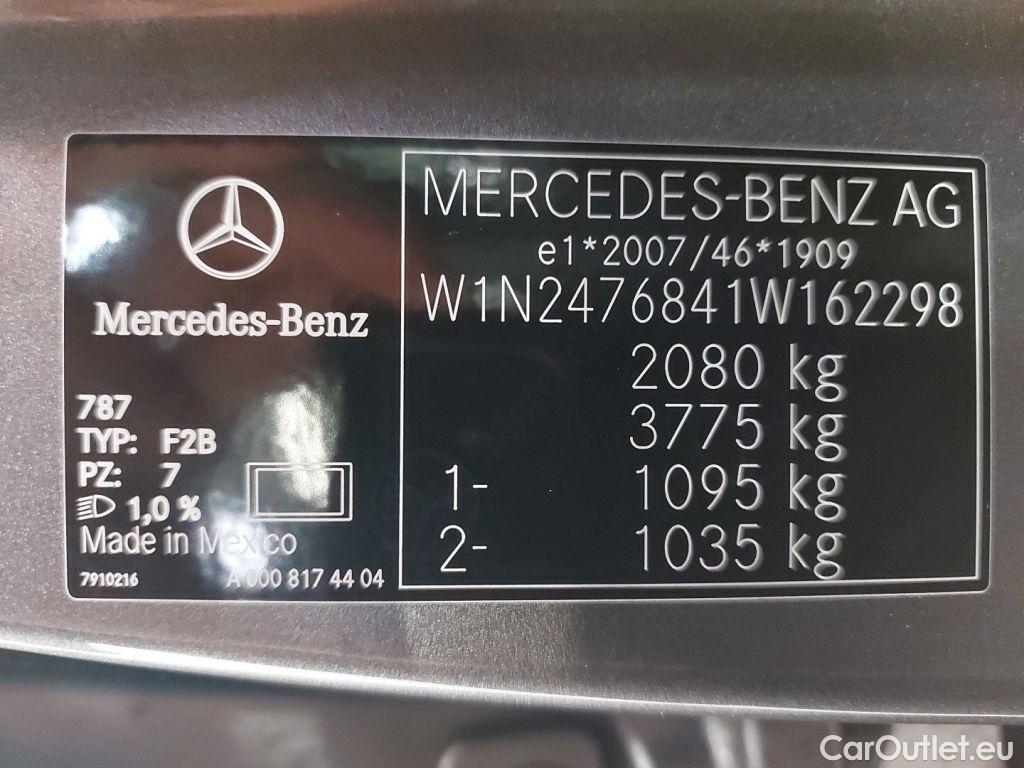 Mercedes-Benz
787
TYP: F2B
PZ: 7
1,0 %
Made in Mexico
7910216 A 000 817 44 04
MERCEDES-BENZ AG
e1*2007/46*1909
W1N2476841W162298
2080 kg
3775 kg
1- 1095 kg
2- 1035 kg
CarOutlet.eu